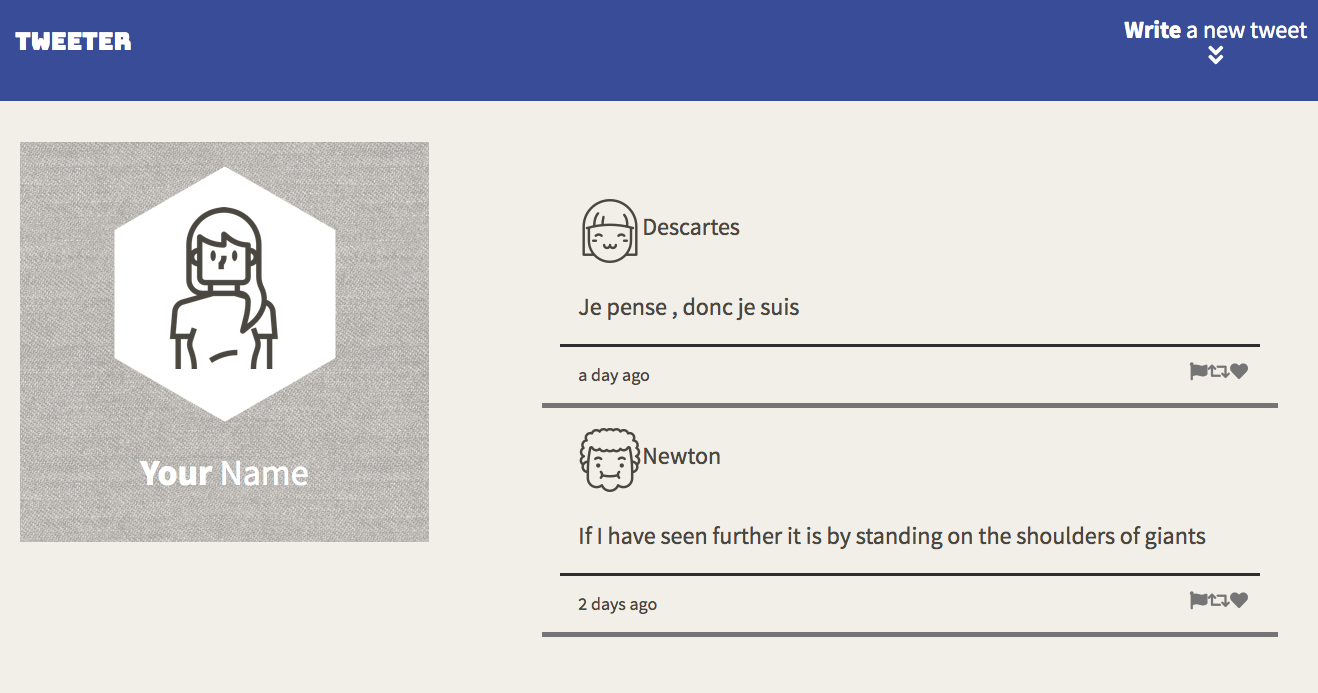 TWEETER
Write a new tweet
Your Name
Descartes
Je pense , donc je suis
a day ago
Newton
If I have seen further it is by standing on the shoulders of giants
2 days ago